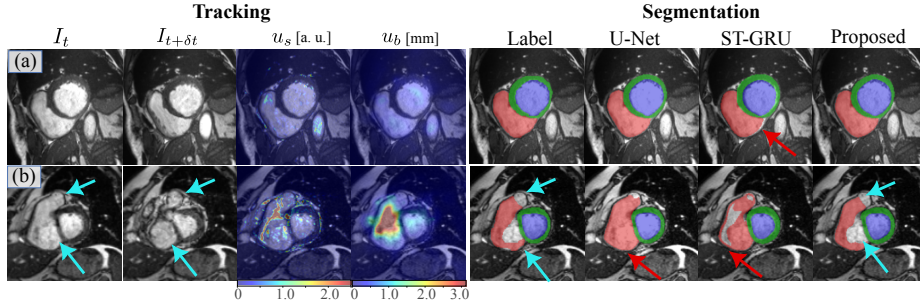 Tracking Segmentation
I_t I_{t+δt} u_s [a. u.] u_b [mm] Label U-Net ST-GRU Proposed
(a)
(b)
0 1.0 2.0 0 1.0 2.0 3.0